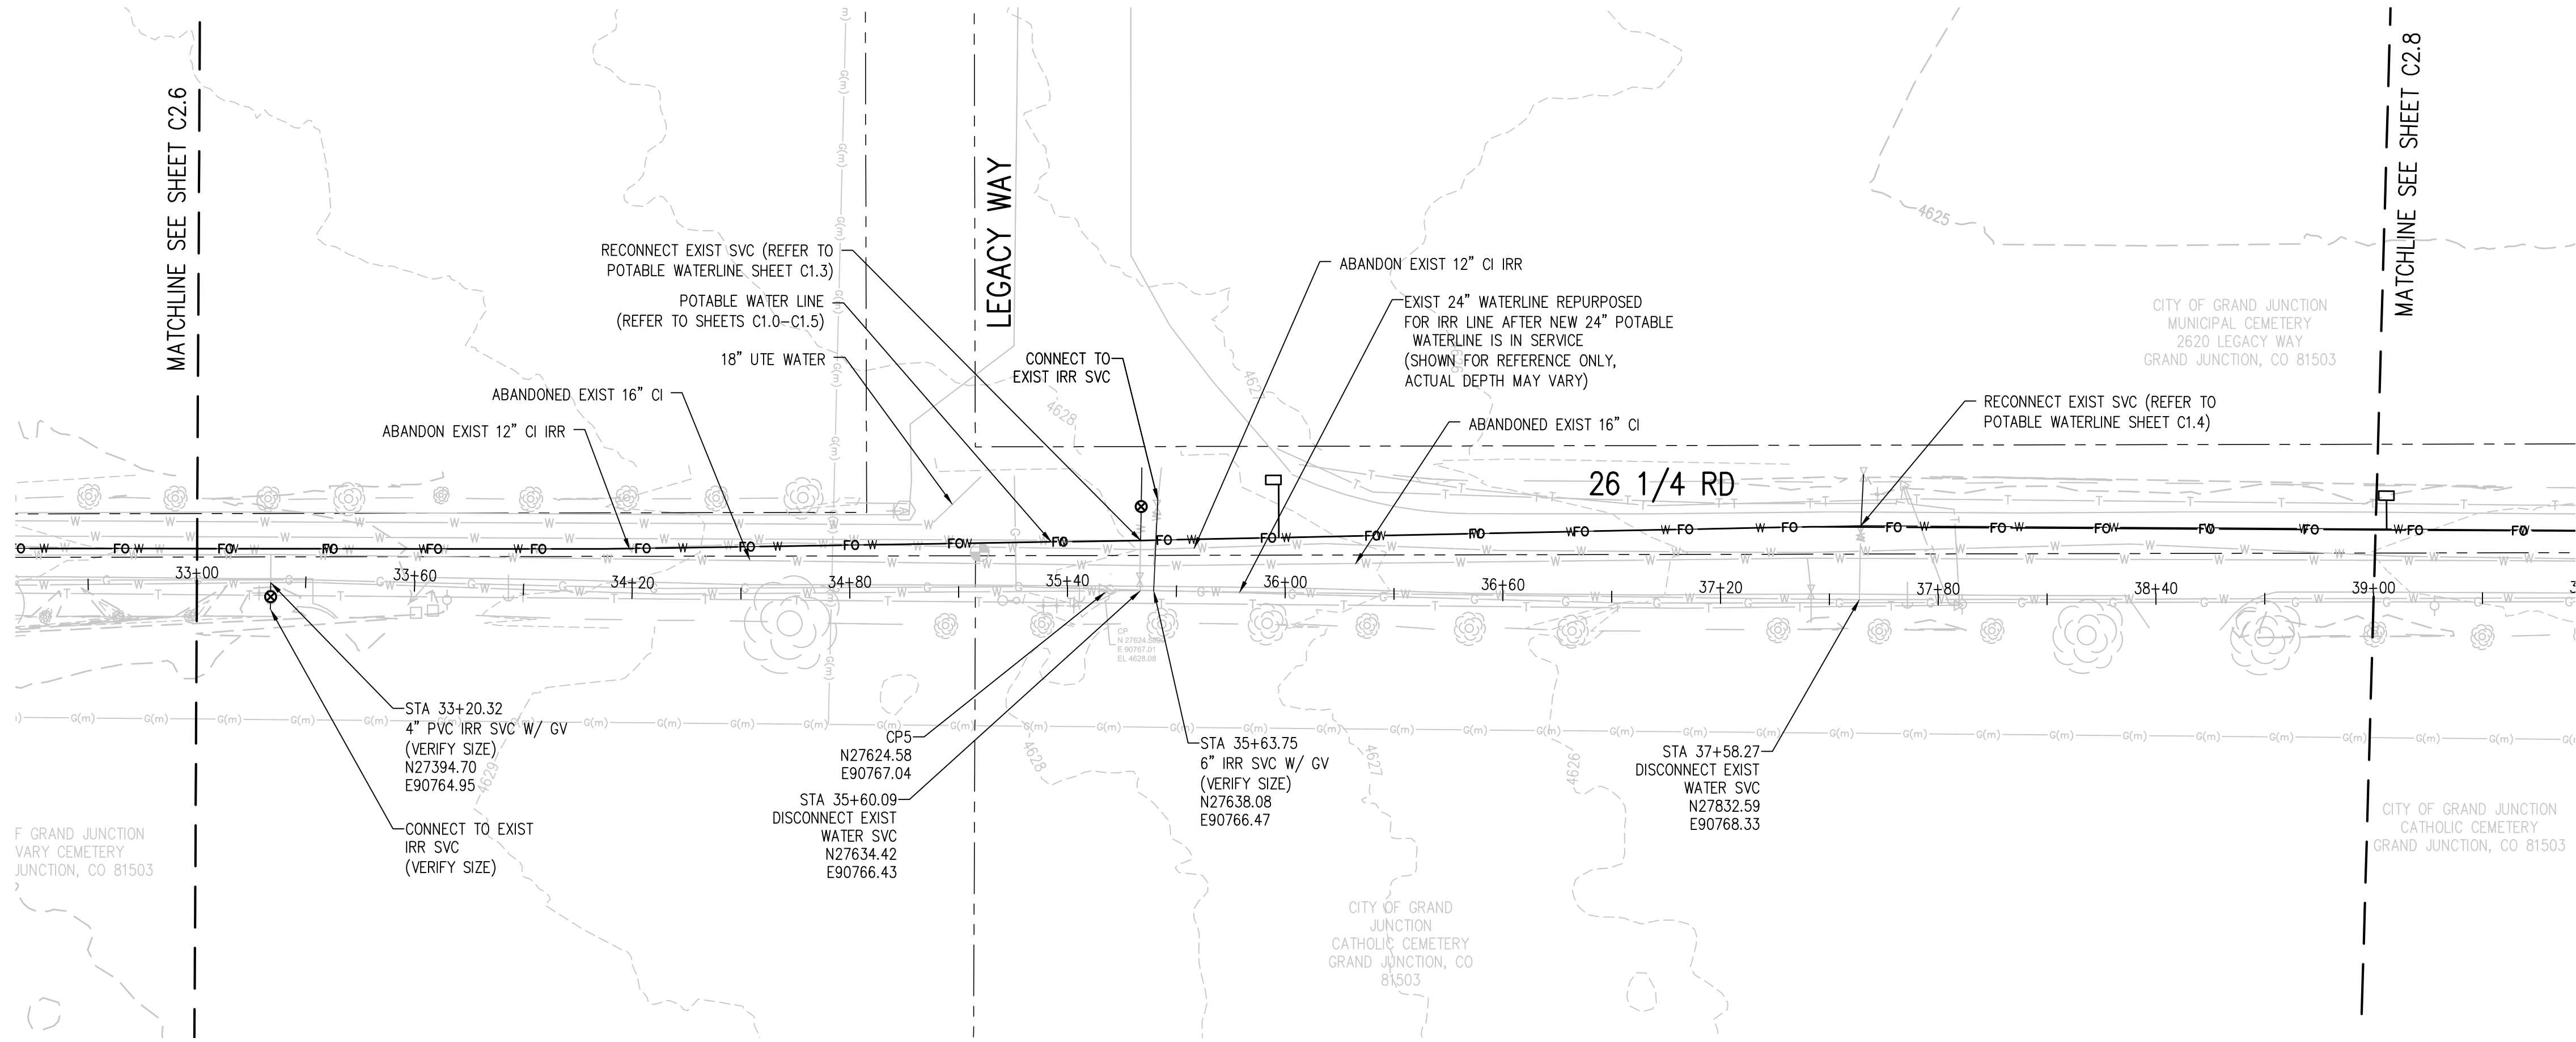 MATCHLINE SEE SHEET C2.6
LEGACY WAY
MATCHLINE SEE SHEET C2.8
RECONNECT EXIST SVC (REFER TO
POTABLE WATERLINE SHEET C1.3)
POTABLE WATER LINE
(REFER TO SHEETS C1.0-C1.5)
18" UTE WATER
ABANDONED EXIST 16" CI
ABANDON EXIST 12" CI IRR
CONNECT TO
EXIST IRR SVC
ABANDON EXIST 12" CI IRR
EXIST 24" WATERLINE REPURPOSED
FOR IRR LINE AFTER NEW 24" POTABLE
WATERLINE IS IN SERVICE
(SHOWN FOR REFERENCE ONLY,
ACTUAL DEPTH MAY VARY)
ABANDONED EXIST 16" CI
RECONNECT EXIST SVC (REFER TO
POTABLE WATERLINE SHEET C1.4)
CITY OF GRAND JUNCTION
MUNICIPAL CEMETERY
2620 LEGACY WAY
GRAND JUNCTION, CO 81503
4625
4627
4628
26 1/4 RD
33+00
33+60
34+20
34+80
35+40
36+00
36+60
37+20
37+80
38+40
39+00
E 90767.01
EL 4628.08
STA 33+20.32
4" PVC IRR SVC W/ GV
(VERIFY SIZE)
N27394.70
E90764.95
CONNECT TO EXIST
IRR SVC
(VERIFY SIZE)
CP5
N27624.58
E90767.04
STA 35+60.09
DISCONNECT EXIST
WATER SVC
N27634.42
E90766.43
STA 35+63.75
6" IRR SVC W/ GV
(VERIFY SIZE)
N27638.08
E90766.47
STA 37+58.27
DISCONNECT EXIST
WATER SVC
N27832.59
E90768.33
4629
4628
4627
4626
F GRAND JUNCTION
VARY CEMETERY
JUNCTION, CO 81503
CITY OF GRAND
JUNCTION
CATHOLIC CEMETERY
GRAND JUNCTION, CO
81503
CITY OF GRAND JUNCTION
CATHOLIC CEMETERY
GRAND JUNCTION, CO 81503